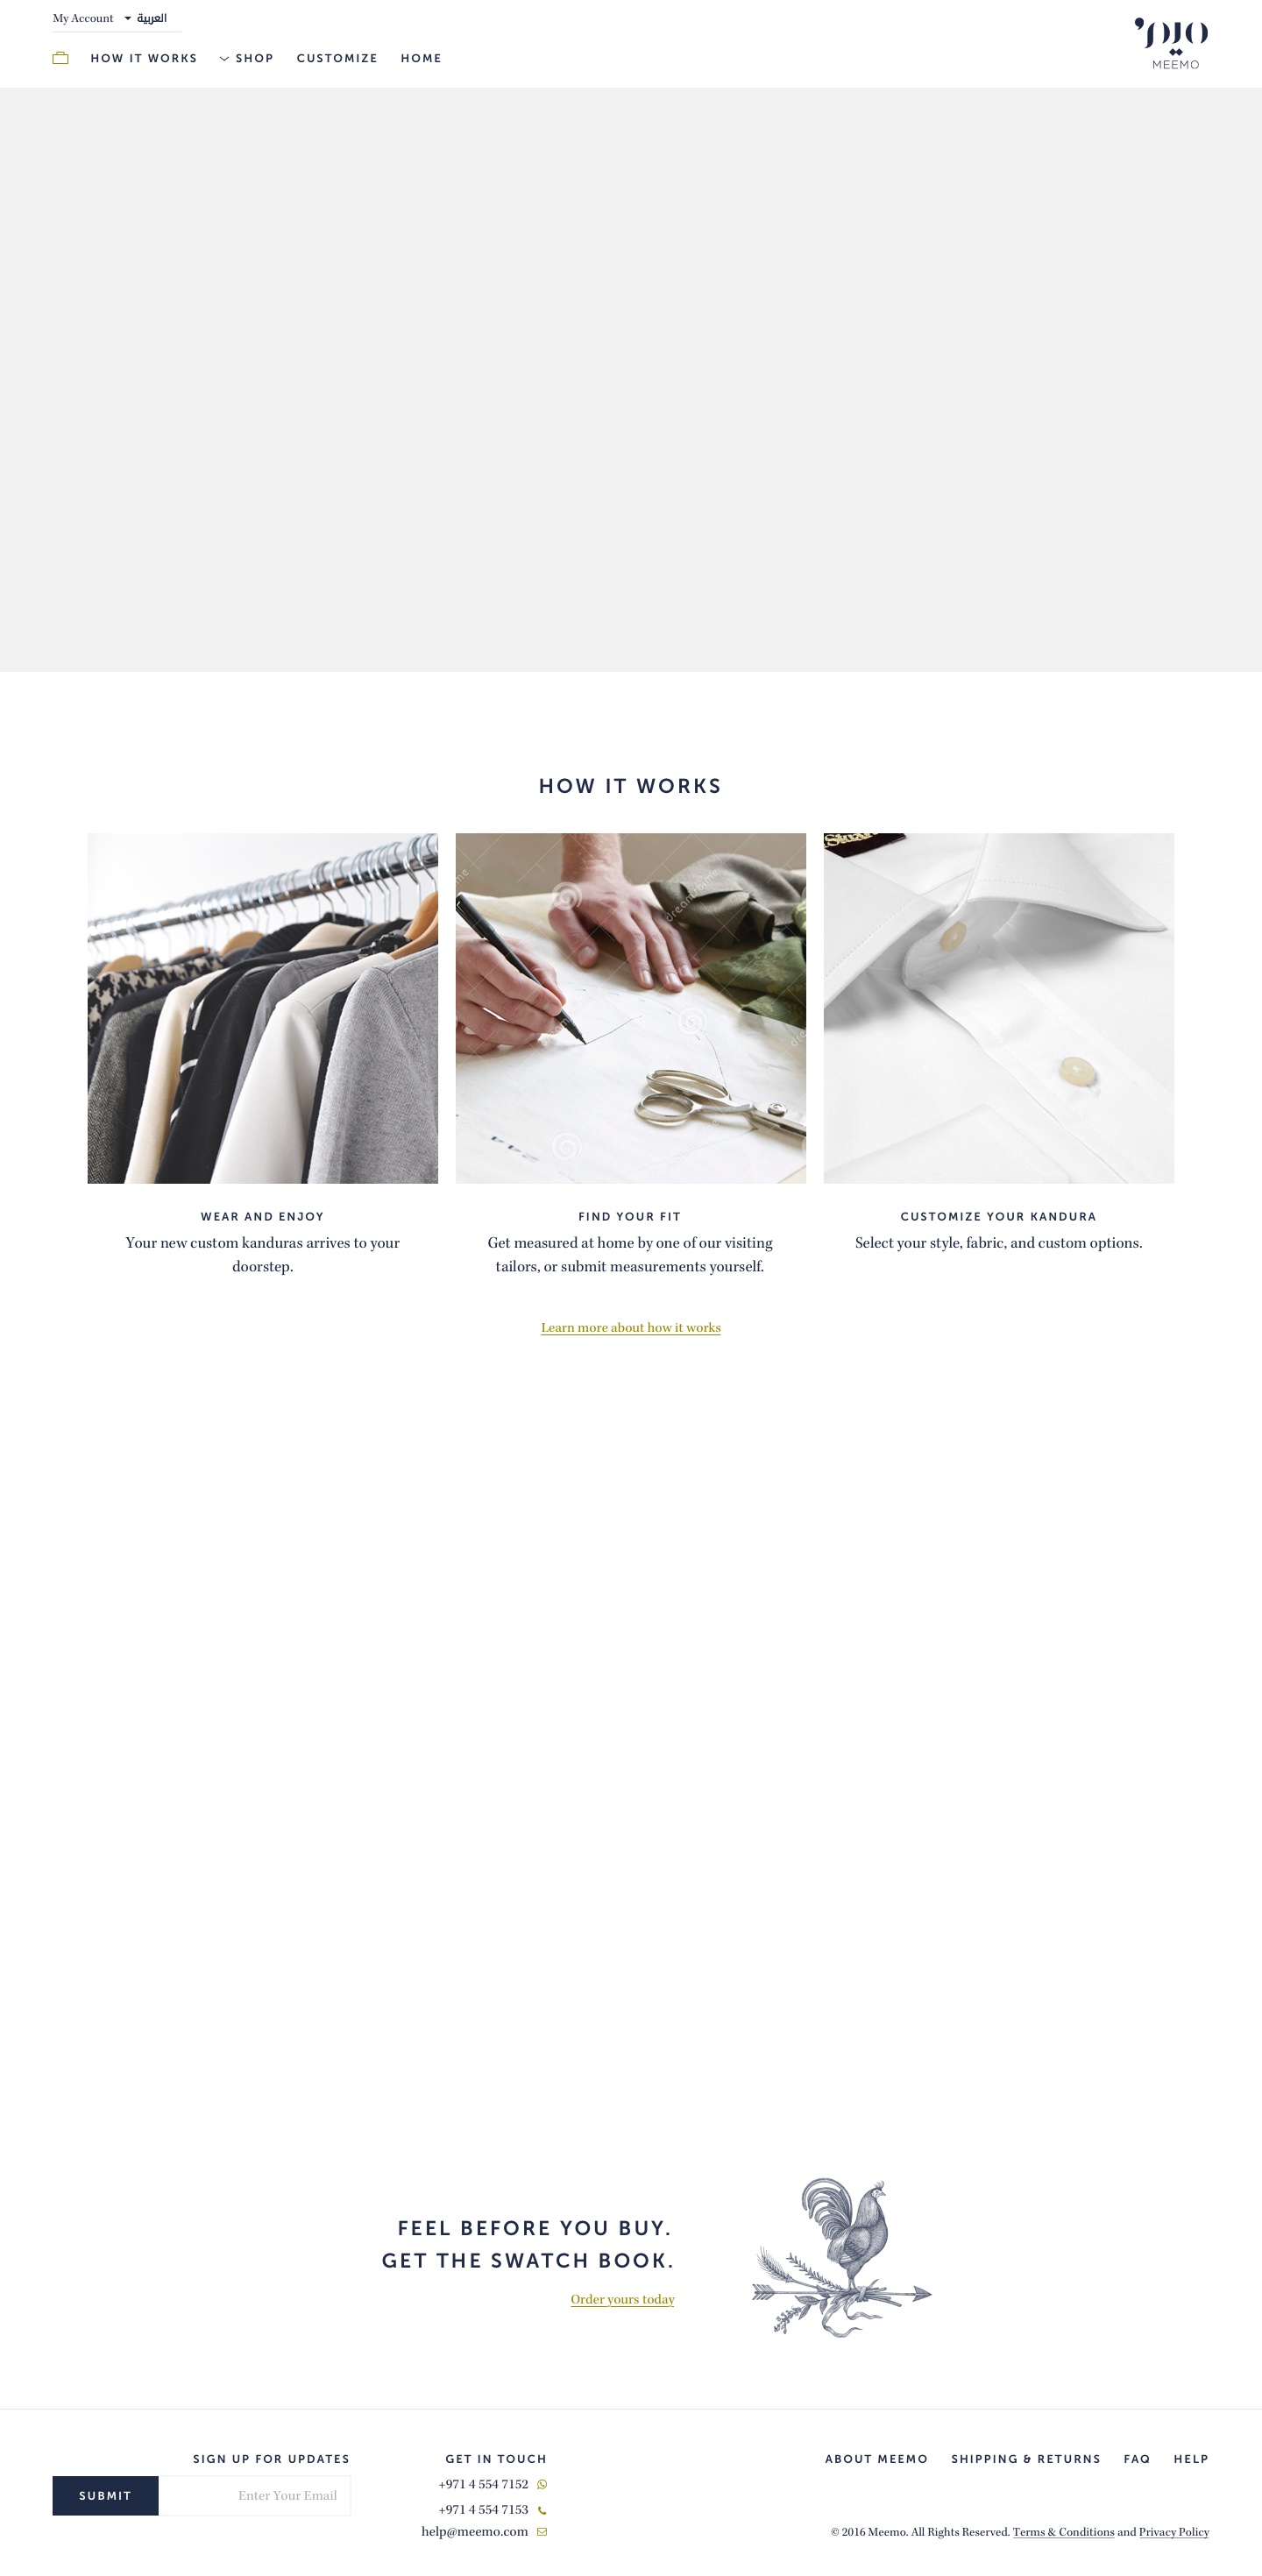 My Account العربية
HOW IT WORKS SHOP CUSTOMIZE HOME
MEEMO
HOW IT WORKS
WEAR AND ENJOY
Your new custom kanduras arrives to your
doorstep.
FIND YOUR FIT
Get measured at home by one of our visiting
tailors, or submit measurements yourself.
CUSTOMIZE YOUR KANDURA
Select your style, fabric, and custom options.
Learn more about how it works
FEEL BEFORE YOU BUY.
GET THE SWATCH BOOK.
Order yours today
SIGN UP FOR UPDATES
SUBMIT Enter Your Email
GET IN TOUCH
+971 4 554 7152
+971 4 554 7153
help@meemo.com
ABOUT MEEMO SHIPPING & RETURNS FAQ HELP
© 2016 Meemo. All Rights Reserved. Terms & Conditions and Privacy Policy